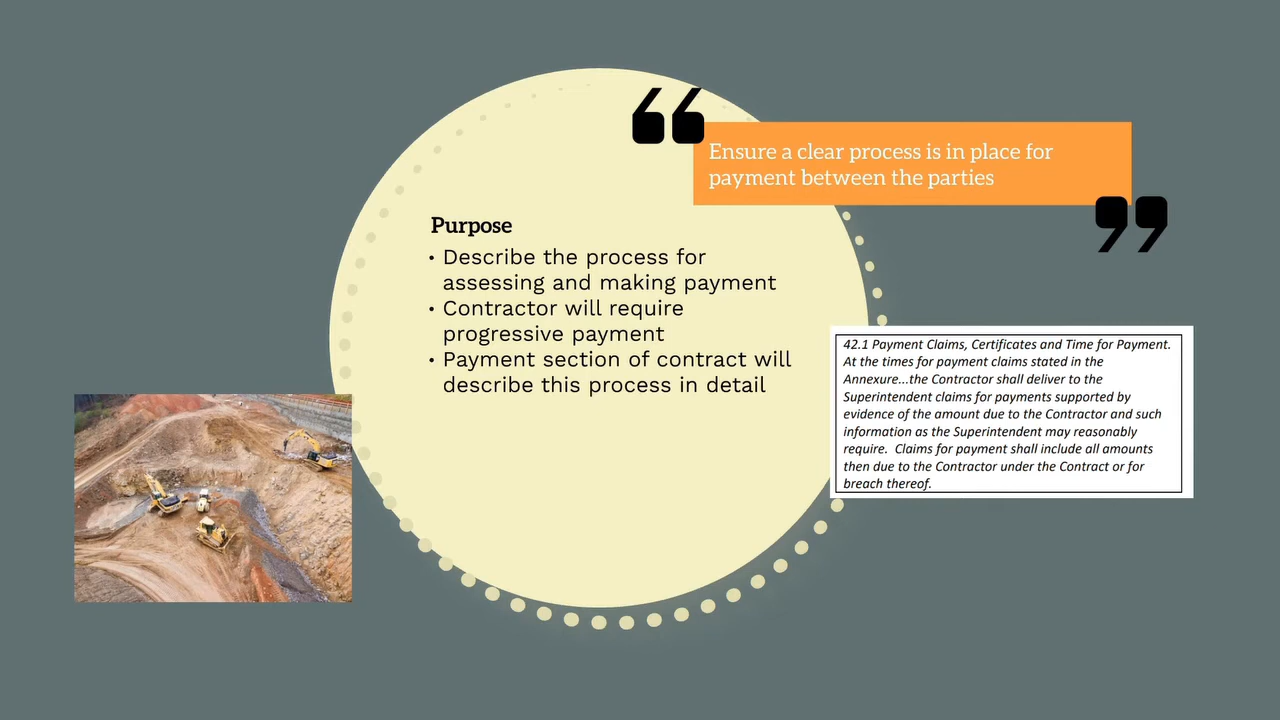 Ensure a clear process is in place for
payment between the parties
Purpose
• Describe the process for
assessing and making payment
• Contractor will require
progressive payment
• Payment section of contract will
describe this process in detail
42.1 Payment Claims, Certificates and Time for Payment.
At the times for payment claims stated in the
Annexure...the Contractor shall deliver to the
Superintendent claims for payments supported by
evidence of the amount due to the Contractor and such
information as the Superintendent may reasonably
require.  Claims for payment shall include all amounts
then due to the Contractor under the Contract or for
breach thereof.